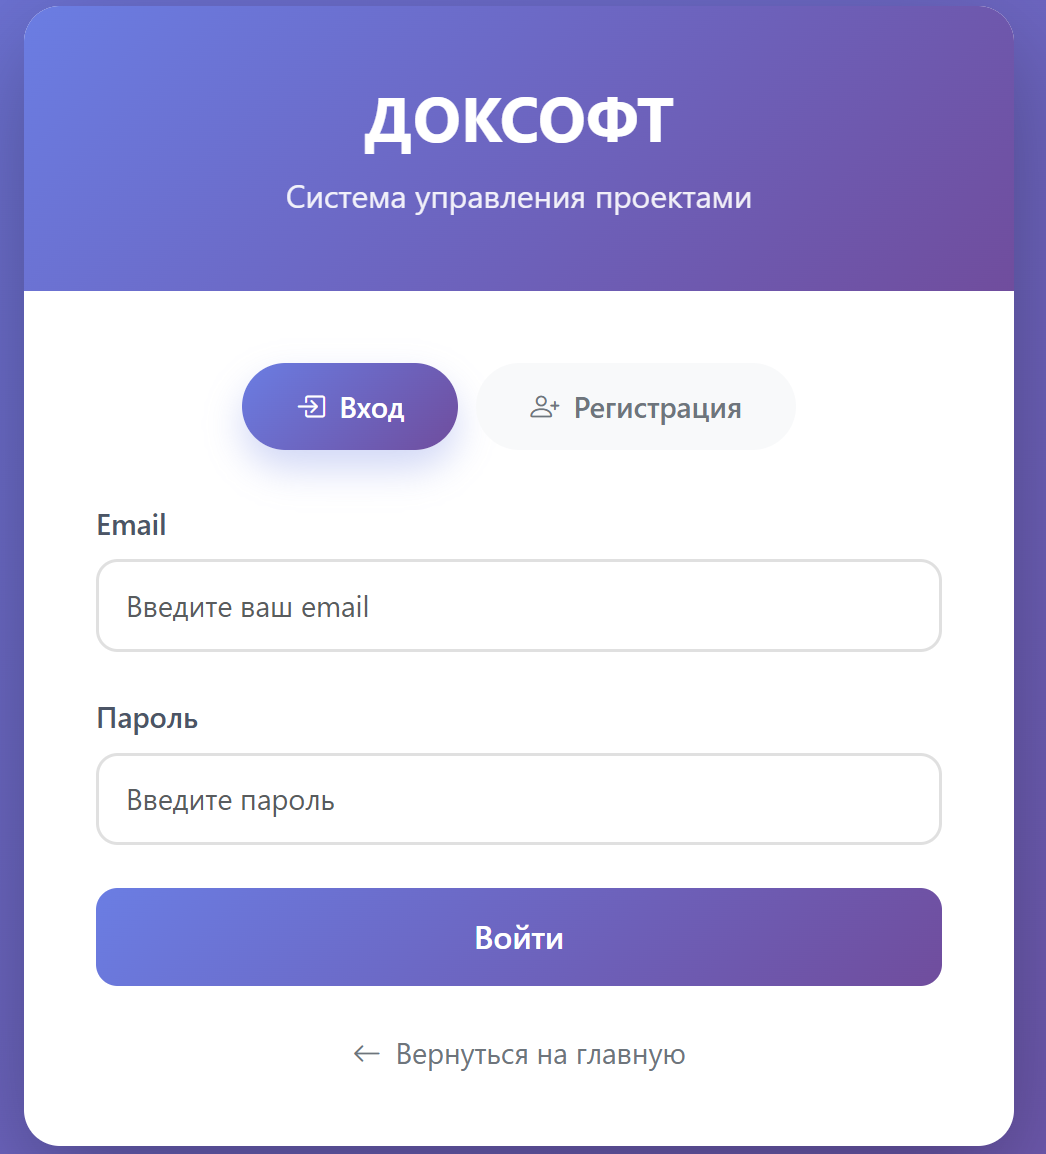 ДОКСОФТ
Система управления проектами
Вход
Регистрация
Email
Введите ваш email
Пароль
Введите пароль
Войти
← Вернуться на главную